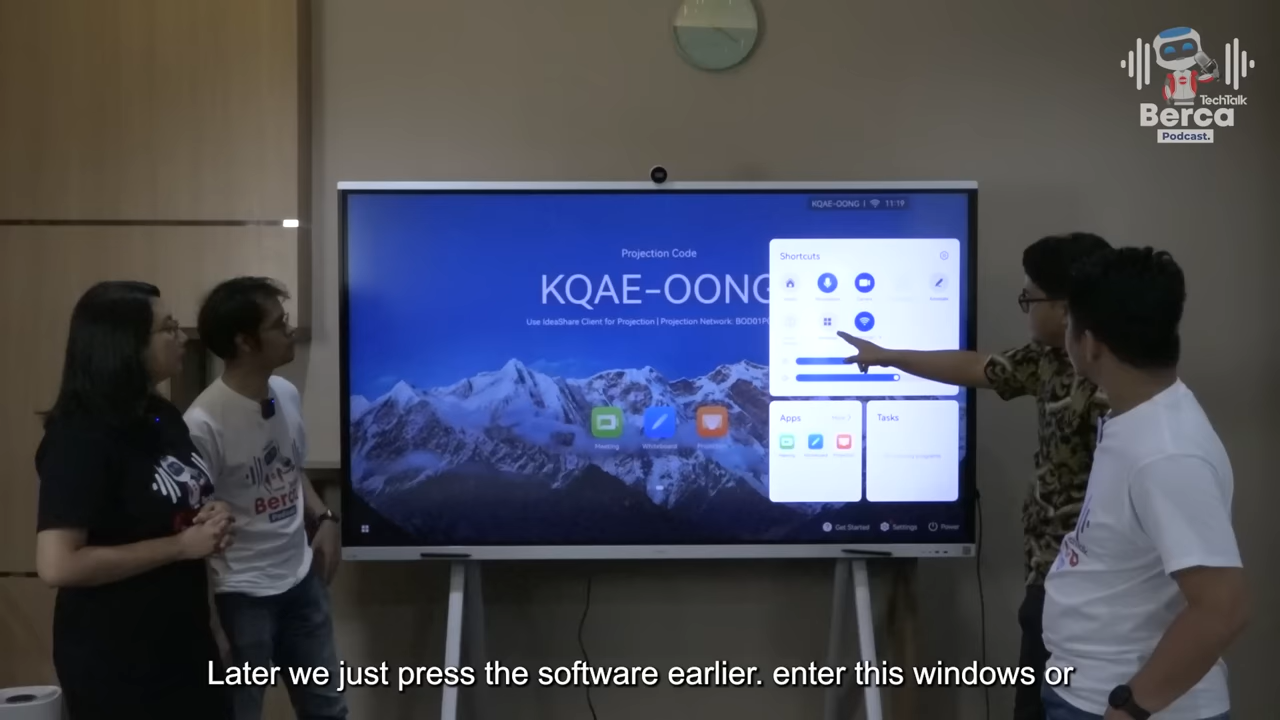 TechTalk
Berca
Podcast.
KQAE-OONG | 11:19
Projection Code
KQAE-OONG
Use IdeaShare Client for Projection | Projection Network:
Shortcuts
Annotate
Meeting
Whiteboard
Apps
Tasks
Get Started
Settings
Power
Berca
Later we just press the software earlier. enter this windows or